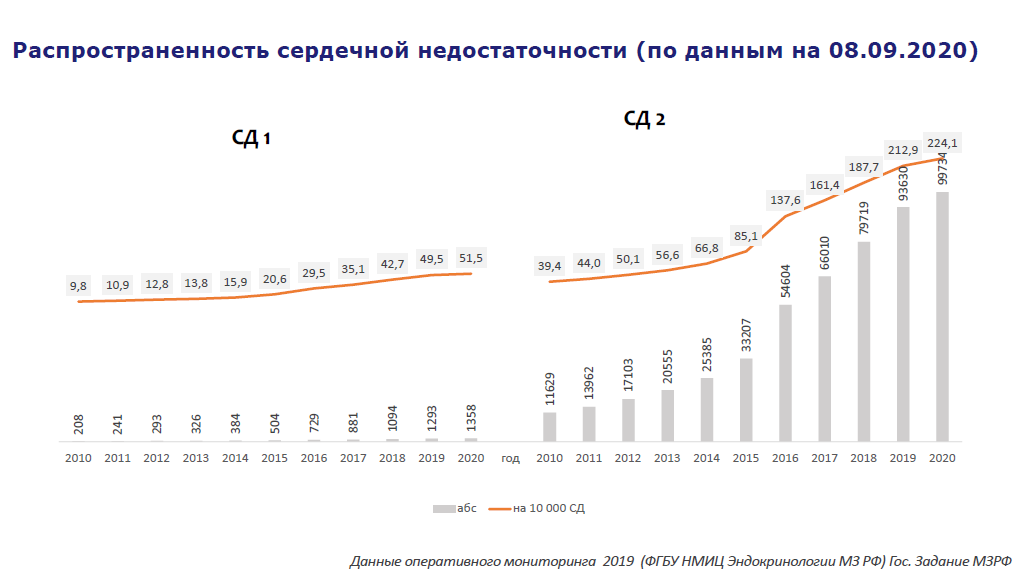 Распространенность сердечной недостаточности (по данным на 08.09.2020)
СД 1
СД 2
9,8 10,9 12,8 13,8 15,9 20,6 29,5 35,1 42,7 49,5 51,5
39,4 44,0 50,1 56,6 66,8 85,1 137,6 161,4 187,7 212,9 224,1
208 241 293 326 384 504 729 881 1094 1293 1358
11629 13962 17103 20555 25385 33207 54604 66010 79719 93630 99734
2010 2011 2012 2013 2014 2015 2016 2017 2018 2019 2020 год 2010 2011 2012 2013 2014 2015 2016 2017 2018 2019 2020
абс на 10 000 СД
Данные оперативного мониторинга 2019 (ФГБУ НМИЦ Эндокринологии МЗ РФ) Гос. Задание МЗРФ